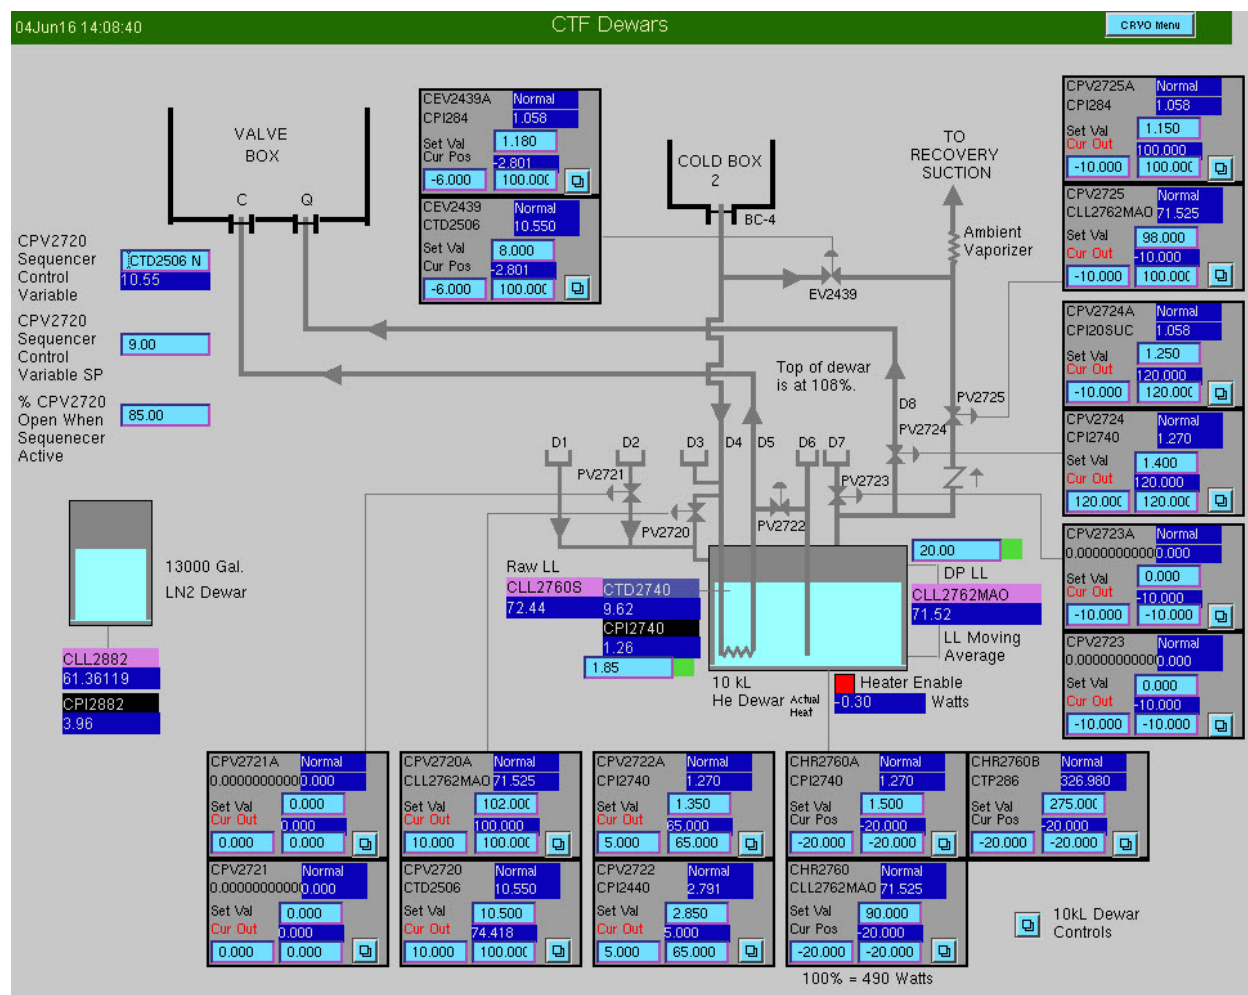 04Jun16 14:08:40
CTF Dewars
CRYO Menu
VALVE
BOX
C
Q
CEV2439A Normal
CPI284 1.058
Set Val 1.180
Cur Pos -2.801
-6.000 100.00(
CEV2439 Normal
CTD2506 10.550
Set Val 8.000
Cur Pos -2.801
-6.000 100.00(
COLD BOX
2
BC-4
TO
RECOVERY
SUCTION
Ambient
Vaporizer
EV2439
CPV2725A Normal
CPI284 1.058
Set Val 1.150
Cur Out 100.000
-10.000 100.00(
CPV2725 Normal
CLL2762MAO 71.525
Set Val 98.000
Cur Out -10.000
-10.000 100.00(
CPV2724A Normal
CPI20SUC 1.058
Set Val 1.250
Cur Out 120.000
-10.000 120.00(
CPV2724 Normal
CPI2740 1.270
Set Val 1.400
Cur Out 120.000
120.00( 120.00(
CPV2723A Normal
0.0000000000 0.000
Set Val 0.000
Cur Out -10.000
-10.000 -10.000
CPV2723 Normal
0.0000000000 0.000
Set Val 0.000
Cur Out -10.000
-10.000 -10.000
CPV2720
Sequencer
Control
Variable
CTD2506 N
10.55
CPV2720
Sequencer
Control
Variable SP
9.00
% CPV2720
Open When
Sequenecer
Active
85.00
Top of dewar
is at 108%.
D8
PV2725
PV2724
D1
D2
D3
D4
D5
D6
D7
PV2721
PV2723
PV2720
PV2722
13000 Gal.
LN2 Dewar
CLL2882
61.36119
CPI2882
3.96
Raw LL
CLL2760S
72.44
CTD2740
9.62
CPI2740
1.26
1.85
20.00
DP LL
CLL2762MAO
71.52
LL Moving
Average
10 kL
He Dewar
Actual
Heat
Heater Enable
-0.30 Watts
CPV2721A Normal
0.0000000000 0.000
Set Val 0.000
Cur Out 0.000
0.000 0.000
CPV2720A Normal
CLL2762MAO 71.525
Set Val 102.00(
Cur Out 100.000
10.000 100.00(
CPV2722A Normal
CPI2740 1.270
Set Val 1.350
Cur Out 65.000
5.000 65.000
CHR2760A Normal
CPI2740 1.270
Set Val 1.500
Cur Pos -20.000
-20.000 -20.000
CHR2760B Normal
CTP286 326.980
Set Val 275.00(
Cur Pos -20.000
-20.000 -20.000
CPV2721 Normal
0.0000000000 0.000
Set Val 0.000
Cur Out 0.000
0.000 0.000
CPV2720 Normal
CTD2506 10.550
Set Val 10.500
Cur Out 74.418
10.000 100.00(
CPV2722 Normal
CPI2440 2.791
Set Val 2.850
Cur Out 5.000
5.000 65.000
CHR2760 Normal
CLL2762MAO 71.525
Set Val 90.000
Cur Pos -20.000
-20.000 -20.000
100% = 490 Watts
10kL Dewar
Controls